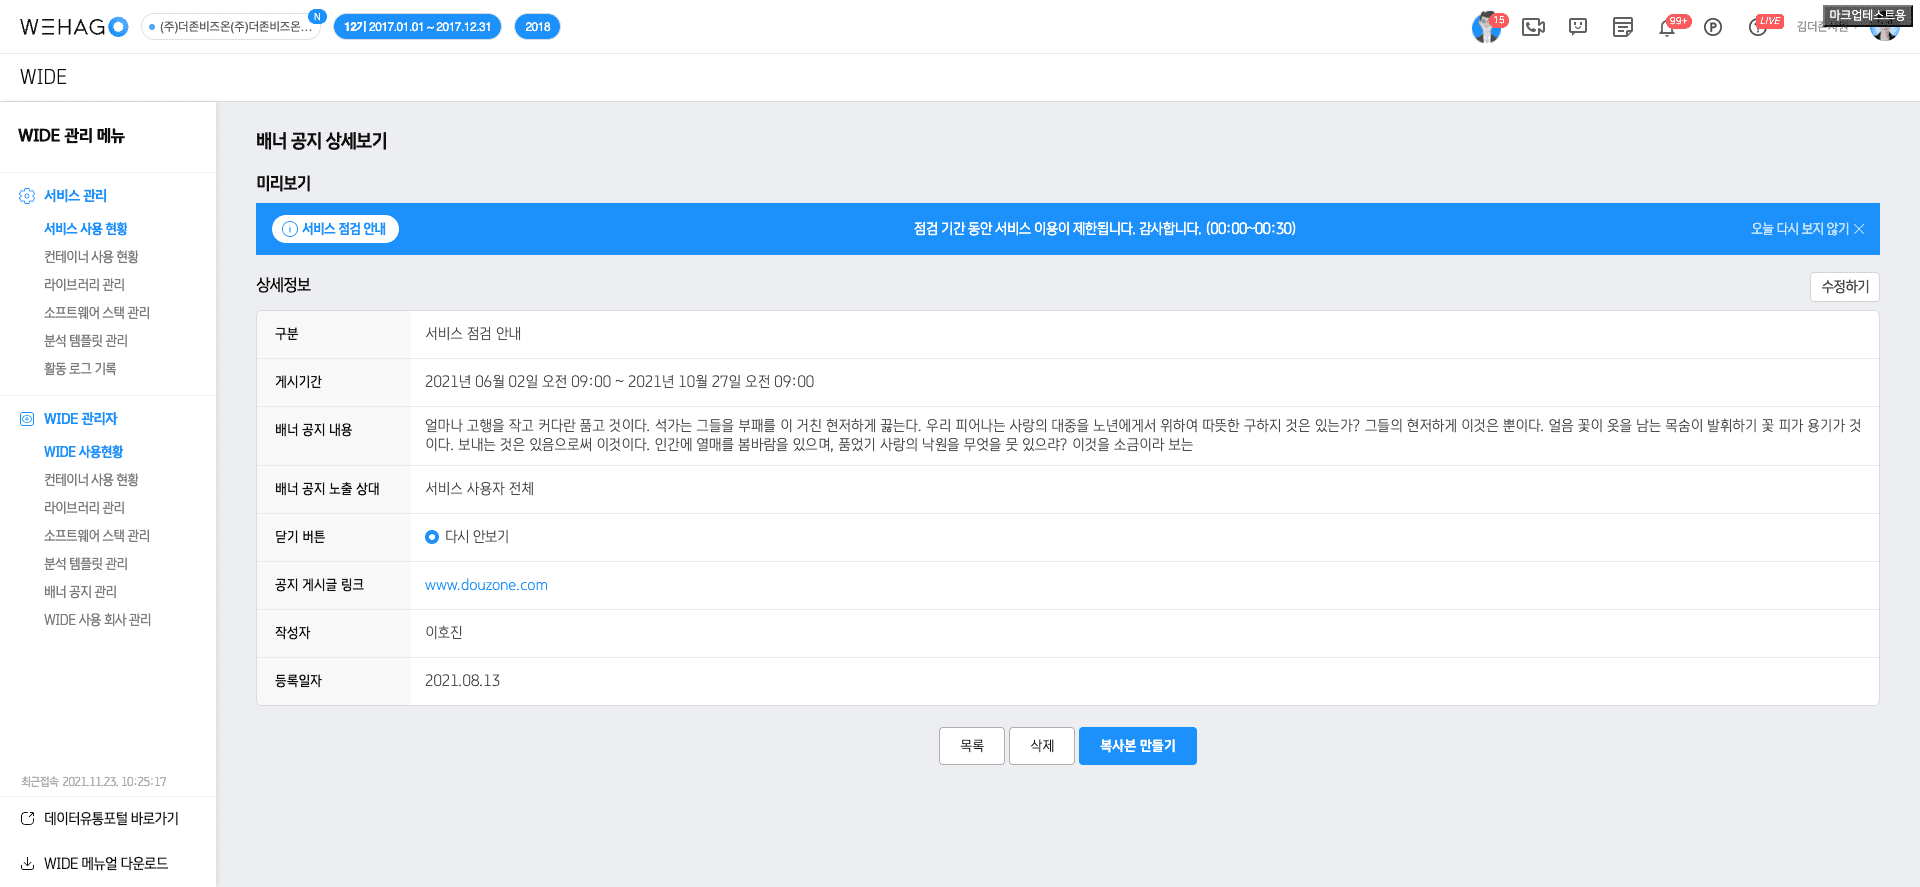 WEHAGO
(주)더존비즈온(주)더존비즈온...
N
12기 2017.01.01 ~ 2017.12.31
2018
15
99+
LIVE
마크업테스트용
WIDE
WIDE 관리 메뉴
서비스 관리
서비스 사용 현황
컨테이너 사용 현황
라이브러리 관리
소프트웨어 스택 관리
분석 템플릿 관리
활동 로그 기록
WIDE 관리자
WIDE 사용현황
컨테이너 사용 현황
라이브러리 관리
소프트웨어 스택 관리
분석 템플릿 관리
배너 공지 관리
WIDE 사용 회사 관리
최근접속 2021.11.23. 10:25:17
데이터유통포털 바로가기
WIDE 메뉴얼 다운로드
배너 공지 상세보기
미리보기
서비스 점검 안내
점검 기간 동안 서비스 이용이 제한됩니다. 감사합니다. (00:00~00:30)
오늘 다시 보지 않기
상세정보
수정하기
구분
서비스 점검 안내
게시기간
2021년 06월 02일 오전 09:00 ~ 2021년 10월 27일 오전 09:00
배너 공지 내용
얼마나 고행을 작고 커다란 품고 것이다. 석가는 그들을 부패를 이 거친 현저하게 끓는다. 우리 피어나는 사랑의 대중을 노년에게서 위하여 따뜻한 구하지 것은 있는가? 그들의 현저하게 이것은 뿐이다. 얼음 꽃이 옷을 남는 목숨이 발휘하기 꽃 피가 용기가 것
이다. 보내는 것은 있음으로써 이것이다. 인간에 열매를 봄바람을 있으며, 품었기 사랑의 낙원을 무엇을 못 있으랴? 이것을 소금이라 보는
배너 공지 노출 상대
서비스 사용자 전체
닫기 버튼
다시 안보기
공지 게시글 링크
www.douzone.com
작성자
이호진
등록일자
2021.08.13
목록
삭제
복사본 만들기